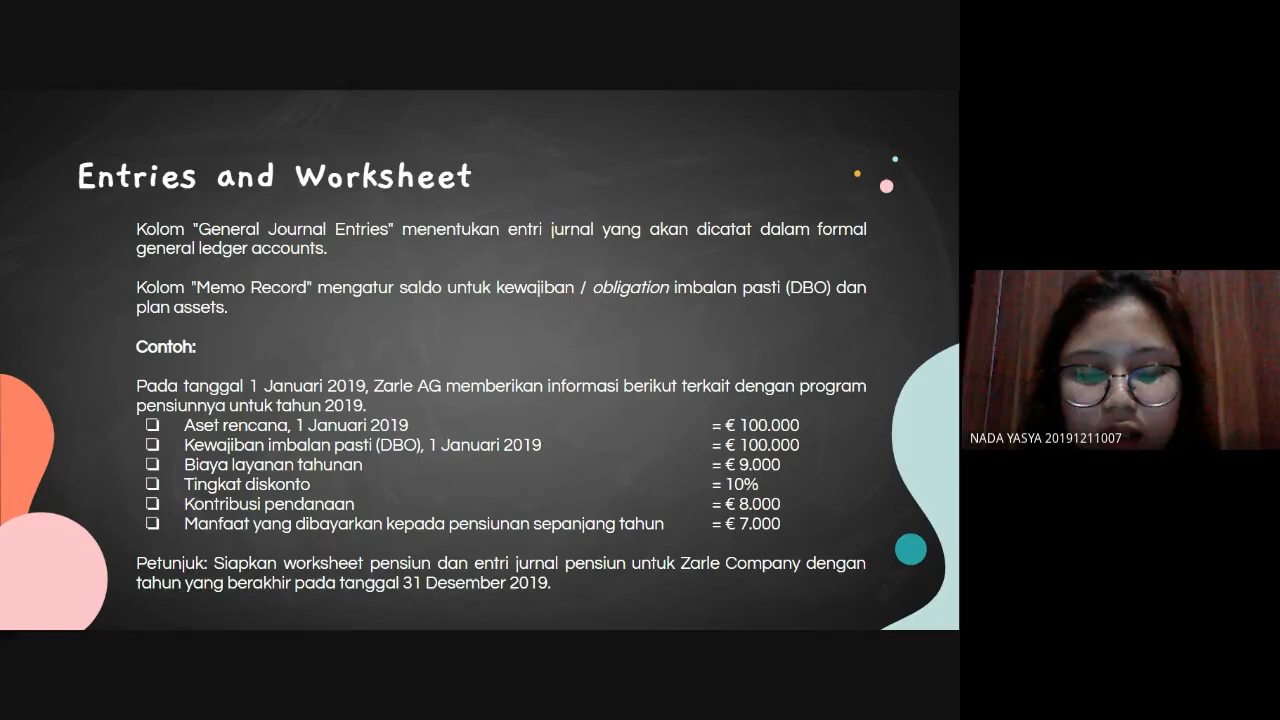 Entries and Worksheet
Kolom "General Journal Entries" menentukan entri jurnal yang akan dicatat dalam formal
general ledger accounts.
Kolom "Memo Record" mengatur saldo untuk kewajiban / obligation imbalan pasti (DBO) dan
plan assets.
Contoh:
Pada tanggal 1 Januari 2019, Zarle AG memberikan informasi berikut terkait dengan program
pensiunnya untuk tahun 2019.
❏ Aset rencana, 1 Januari 2019 = € 100.000
❏ Kewajiban imbalan pasti (DBO), 1 Januari 2019 = € 100.000
❏ Biaya layanan tahunan = € 9.000
❏ Tingkat diskonto = 10%
❏ Kontribusi pendanaan = € 8.000
❏ Manfaat yang dibayarkan kepada pensiunan sepanjang tahun = € 7.000
Petunjuk: Siapkan worksheet pensiun dan entri jurnal pensiun untuk Zarle Company dengan
tahun yang berakhir pada tanggal 31 Desember 2019.
NADA YASYA 20191211007